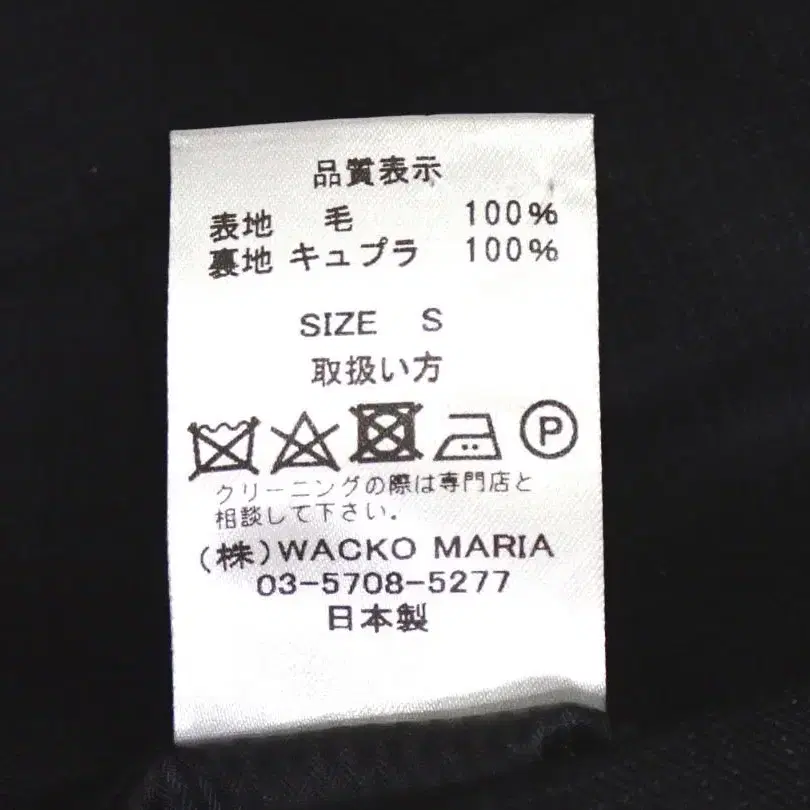 品質表示
表地 毛 100%
裏地 キュプラ 100%
SIZE S
取扱い方
P
クリーニングの際は専門店と
相談して下さい。
(株)WACKO MARIA
03-5708-5277
日本製